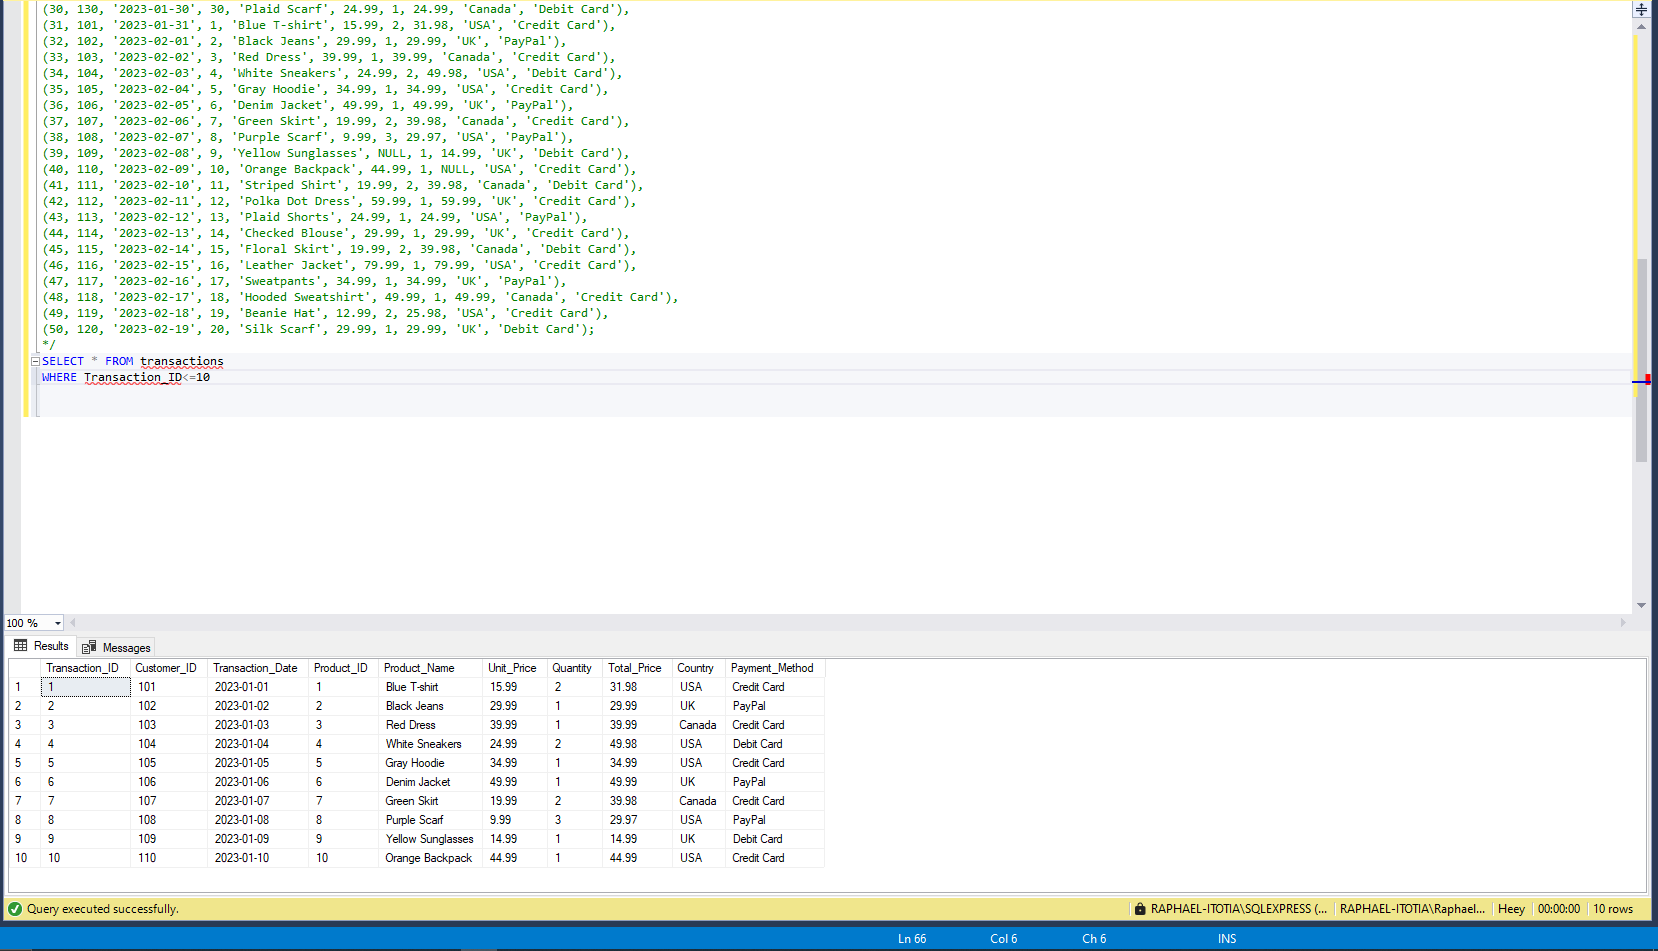 (30, 130, '2023-01-30', 30, 'Plaid Scarf', 24.99, 1, 24.99, 'Canada', 'Debit Card'),
(31, 101, '2023-01-31', 1, 'Blue T-shirt', 15.99, 2, 31.98, 'USA', 'Credit Card'),
(32, 102, '2023-02-01', 2, 'Black Jeans', 29.99, 1, 29.99, 'UK', 'PayPal'),
(33, 103, '2023-02-02', 3, 'Red Dress', 39.99, 1, 39.99, 'Canada', 'Credit Card'),
(34, 104, '2023-02-03', 4, 'White Sneakers', 24.99, 2, 49.98, 'USA', 'Debit Card'),
(35, 105, '2023-02-04', 5, 'Gray Hoodie', 34.99, 1, 34.99, 'USA', 'Credit Card'),
(36, 106, '2023-02-05', 6, 'Denim Jacket', 49.99, 1, 49.99, 'UK', 'PayPal'),
(37, 107, '2023-02-06', 7, 'Green Skirt', 19.99, 2, 39.98, 'Canada', 'Credit Card'),
(38, 108, '2023-02-07', 8, 'Purple Scarf', 9.99, 3, 29.97, 'USA', 'PayPal'),
(39, 109, '2023-02-08', 9, 'Yellow Sunglasses', NULL, 1, 14.99, 'UK', 'Debit Card'),
(40, 110, '2023-02-09', 10, 'Orange Backpack', 44.99, 1, NULL, 'USA', 'Credit Card'),
(41, 111, '2023-02-10', 11, 'Striped Shirt', 19.99, 2, 39.98, 'Canada', 'Debit Card'),
(42, 112, '2023-02-11', 12, 'Polka Dot Dress', 59.99, 1, 59.99, 'UK', 'Credit Card'),
(43, 113, '2023-02-12', 13, 'Plaid Shorts', 24.99, 1, 24.99, 'USA', 'PayPal'),
(44, 114, '2023-02-13', 14, 'Checked Blouse', 29.99, 1, 29.99, 'UK', 'Credit Card'),
(45, 115, '2023-02-14', 15, 'Floral Skirt', 19.99, 2, 39.98, 'Canada', 'Debit Card'),
(46, 116, '2023-02-15', 16, 'Leather Jacket', 79.99, 1, 79.99, 'USA', 'Credit Card'),
(47, 117, '2023-02-16', 17, 'Sweatpants', 34.99, 1, 34.99, 'UK', 'PayPal'),
(48, 118, '2023-02-17', 18, 'Hooded Sweatshirt', 49.99, 1, 49.99, 'Canada', 'Credit Card'),
(49, 119, '2023-02-18', 19, 'Beanie Hat', 12.99, 2, 25.98, 'USA', 'Credit Card'),
(50, 120, '2023-02-19', 20, 'Silk Scarf', 29.99, 1, 29.99, 'UK', 'Debit Card');
*/
SELECT * FROM transactions
WHERE Transaction_ID<=10
100 %
Results Messages
Transaction_ID Customer_ID Transaction_Date Product_ID Product_Name Unit_Price Quantity Total_Price Country Payment_Method
1 1 101 2023-01-01 1 Blue T-shirt 15.99 2 31.98 USA Credit Card
2 2 102 2023-01-02 2 Black Jeans 29.99 1 29.99 UK PayPal
3 3 103 2023-01-03 3 Red Dress 39.99 1 39.99 Canada Credit Card
4 4 104 2023-01-04 4 White Sneakers 24.99 2 49.98 USA Debit Card
5 5 105 2023-01-05 5 Gray Hoodie 34.99 1 34.99 USA Credit Card
6 6 106 2023-01-06 6 Denim Jacket 49.99 1 49.99 UK PayPal
7 7 107 2023-01-07 7 Green Skirt 19.99 2 39.98 Canada Credit Card
8 8 108 2023-01-08 8 Purple Scarf 9.99 3 29.97 USA PayPal
9 9 109 2023-01-09 9 Yellow Sunglasses 14.99 1 14.99 UK Debit Card
10 10 110 2023-01-10 10 Orange Backpack 44.99 1 44.99 USA Credit Card
Query executed successfully. RAPHAEL-ITOTIA\SQLEXPRESS (... RAPHAEL-ITOTIA\Raphael... Heey 00:00:00 10 rows
Ln 66 Col 6 Ch 6 INS